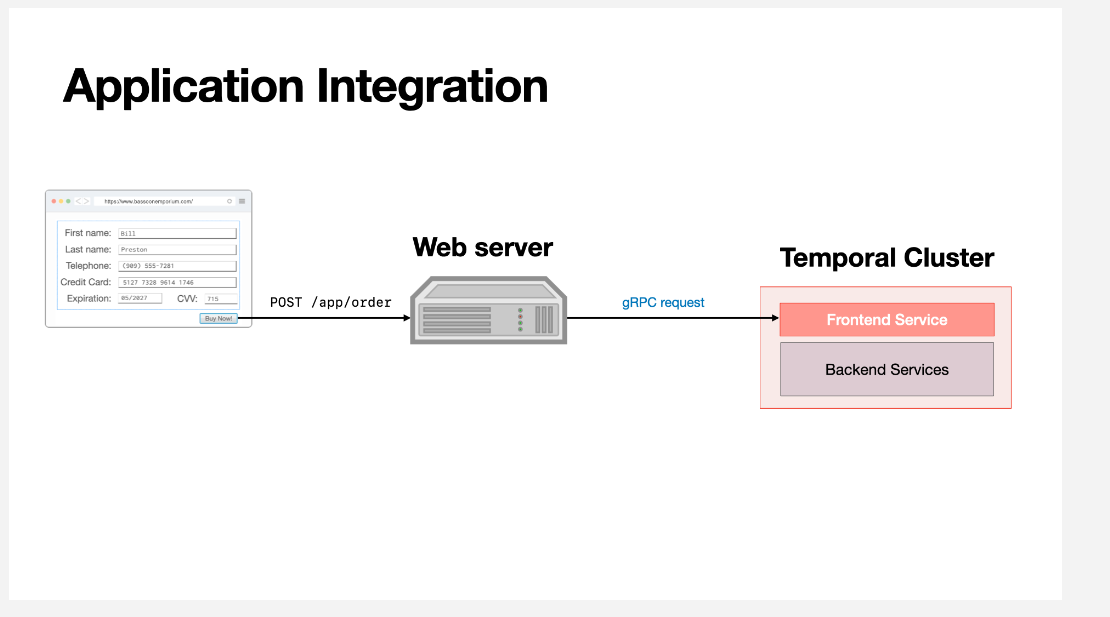 Application Integration
https://www.bassconemporium.com/
First name: Bill
Last name: Preston
Telephone: (909) 555-7281
Credit Card: 5127 7328 9614 1746
Expiration: 05/2027 CVV: 715
Buy Now!
POST /app/order
Web server
gRPC request
Temporal Cluster
Frontend Service
Backend Services